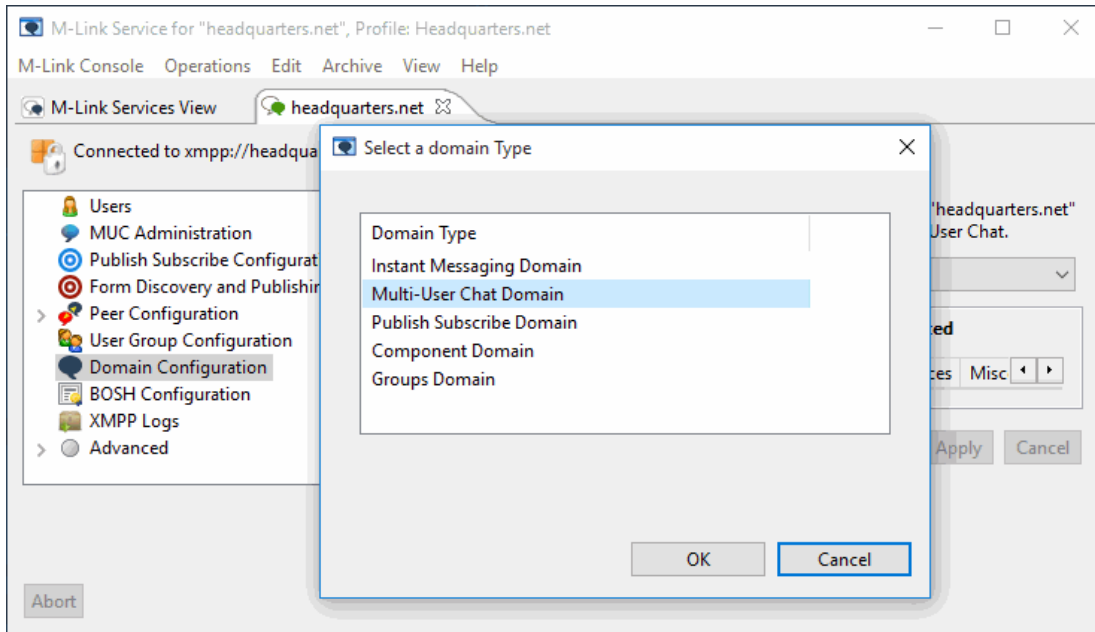 M-Link Service for "headquarters.net", Profile: Headquarters.net
M-Link Console Operations Edit Archive View Help
M-Link Services View headquarters.net
Connected to xmpp://headqua
Users
MUC Administration
Publish Subscribe Configurat
Form Discovery and Publishin
Peer Configuration
User Group Configuration
Domain Configuration
BOSH Configuration
XMPP Logs
Advanced
Abort
Select a domain Type
Domain Type
Instant Messaging Domain
Multi-User Chat Domain
Publish Subscribe Domain
Component Domain
Groups Domain
OK Cancel
"headquarters.net"
User Chat.
ed
ces Misc
Apply Cancel